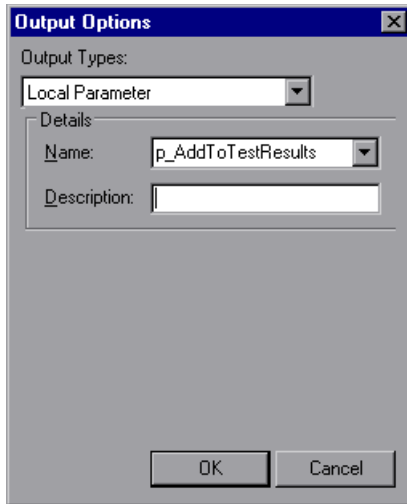 Output Options
Output Types:
Local Parameter
Details
Name: p_AddToTestResults
Description:
OK Cancel